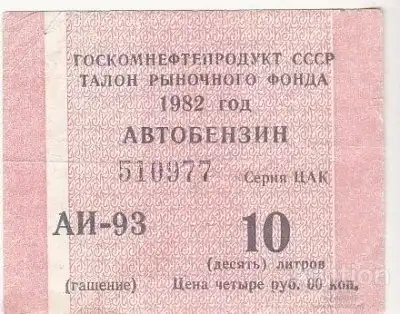 ГОСКОМНЕФТЕПРОДУКТ СССР
ТАЛОН РЫНОЧНОГО ФОНДА
1982 год
АВТОБЕНЗИН
510977 Серия ЦАК
АИ-93 10
(десять) литров
(гашение) Цена четыре руб. 00 коп.